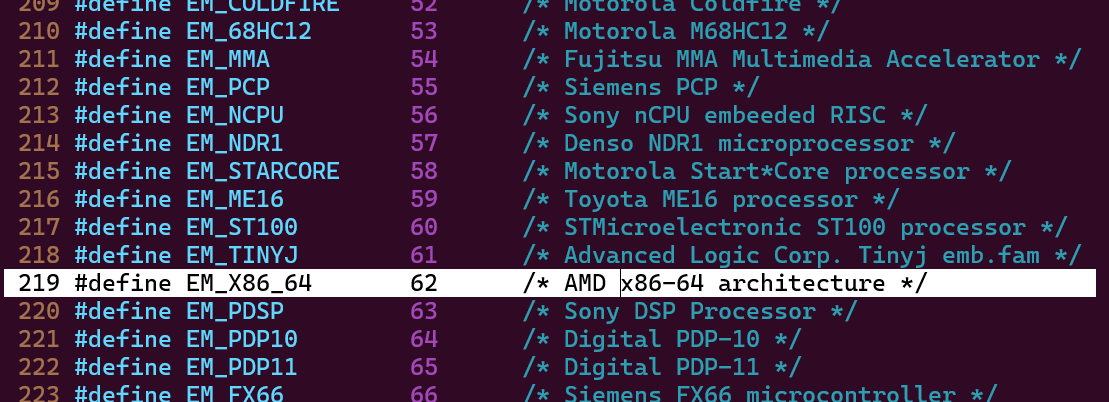 209 #define EM_COLDFIRE 52 /* Motorola Coldfire */
210 #define EM_68HC12 53 /* Motorola M68HC12 */
211 #define EM_MMA 54 /* Fujitsu MMA Multimedia Accelerator */
212 #define EM_PCP 55 /* Siemens PCP */
213 #define EM_NCPU 56 /* Sony nCPU embeeded RISC */
214 #define EM_NDR1 57 /* Denso NDR1 microprocessor */
215 #define EM_STARCORE 58 /* Motorola Start*Core processor */
216 #define EM_ME16 59 /* Toyota ME16 processor */
217 #define EM_ST100 60 /* STMicroelectronic ST100 processor */
218 #define EM_TINYJ 61 /* Advanced Logic Corp. Tinyj emb.fam */
219 #define EM_X86_64 62 /* AMD x86-64 architecture */
220 #define EM_PDSP 63 /* Sony DSP Processor */
221 #define EM_PDP10 64 /* Digital PDP-10 */
222 #define EM_PDP11 65 /* Digital PDP-11 */
223 #define EM_FX66 66 /* Siemens FX66 microcontroller */